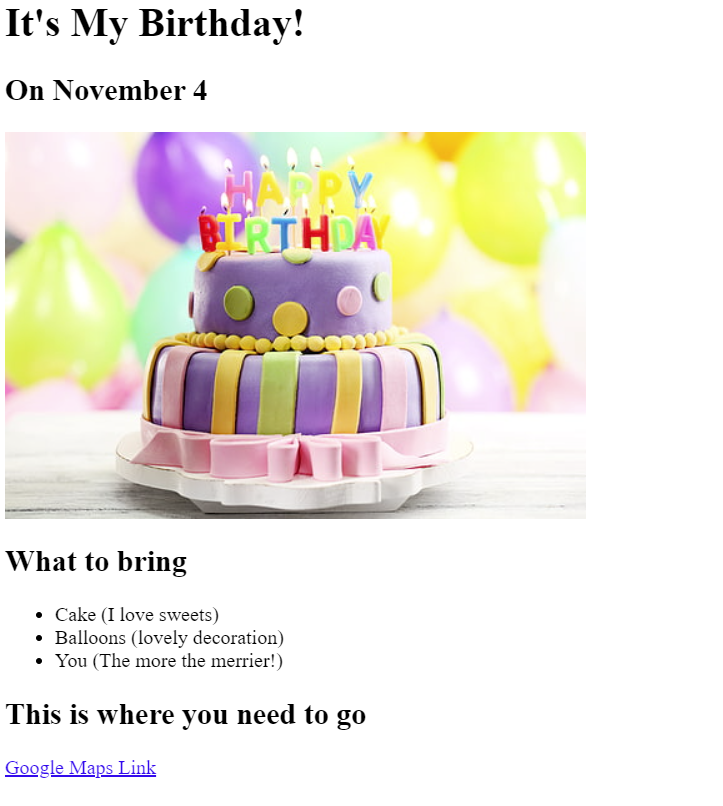 It's My Birthday!
On November 4
HAPPY
BIRTHDAY
What to bring
Cake (I love sweets)
Balloons (lovely decoration)
You (The more the merrier!)
This is where you need to go
Google Maps Link